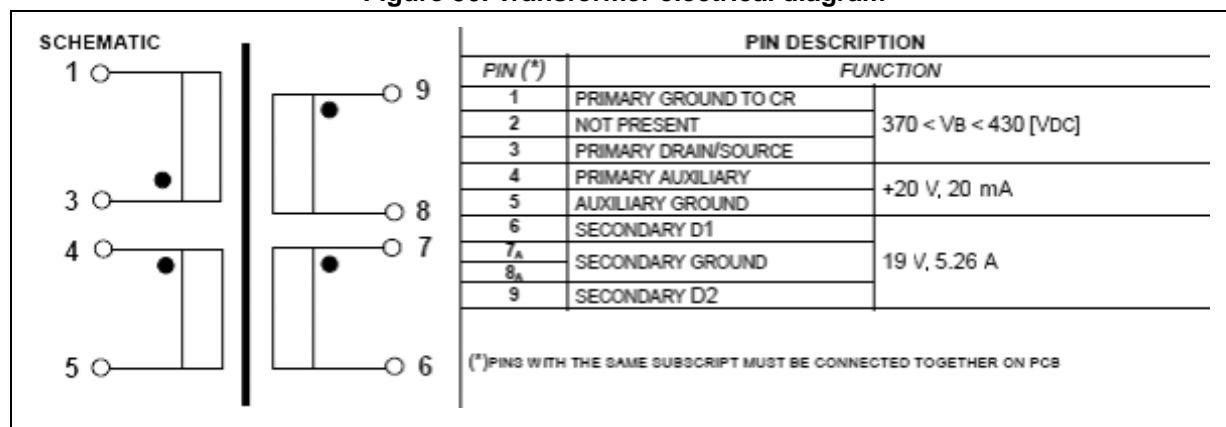 Figure 36. Transformer electrical diagram
SCHEMATIC
1
3
4
5
9
8
7
6
PIN DESCRIPTION
PIN (*) FUNCTION
1 PRIMARY GROUND TO CR 370 < VB < 430 [VDC]
2 NOT PRESENT
3 PRIMARY DRAIN/SOURCE
4 PRIMARY AUXILIARY +20 V, 20 mA
5 AUXILIARY GROUND
6 SECONDARY D1 19 V, 5.26 A
7A SECONDARY GROUND
8A
9 SECONDARY D2
(*)PINS WITH THE SAME SUBSCRIPT MUST BE CONNECTED TOGETHER ON PCB